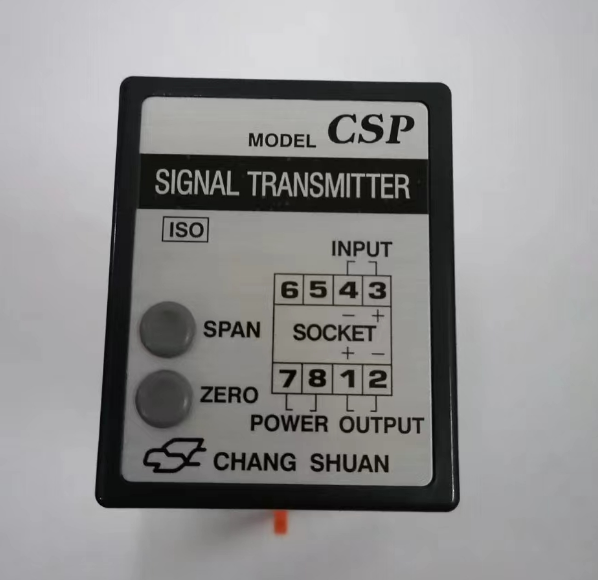 MODEL CSP
SIGNAL TRANSMITTER
ISO
INPUT
6 5 4 3
− +
SPAN
SOCKET
+ −
ZERO
7 8 1 2
POWER OUTPUT
CHANG SHUAN